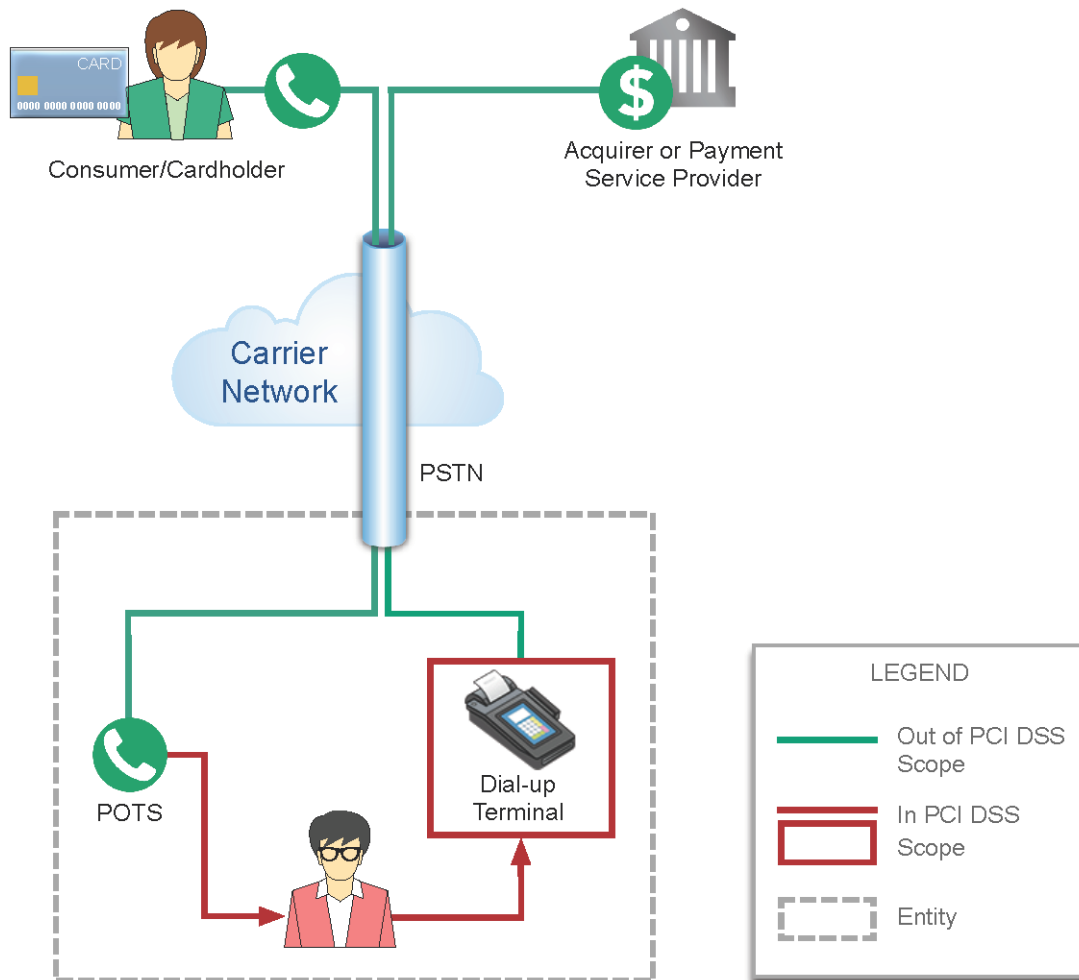 CARD
0000 0000 0000 0000
Consumer/Cardholder
Acquirer or Payment
Service Provider
$
Carrier
Network
PSTN
POTS
Dial-up
Terminal
LEGEND
Out of PCI DSS
Scope
In PCI DSS
Scope
Entity